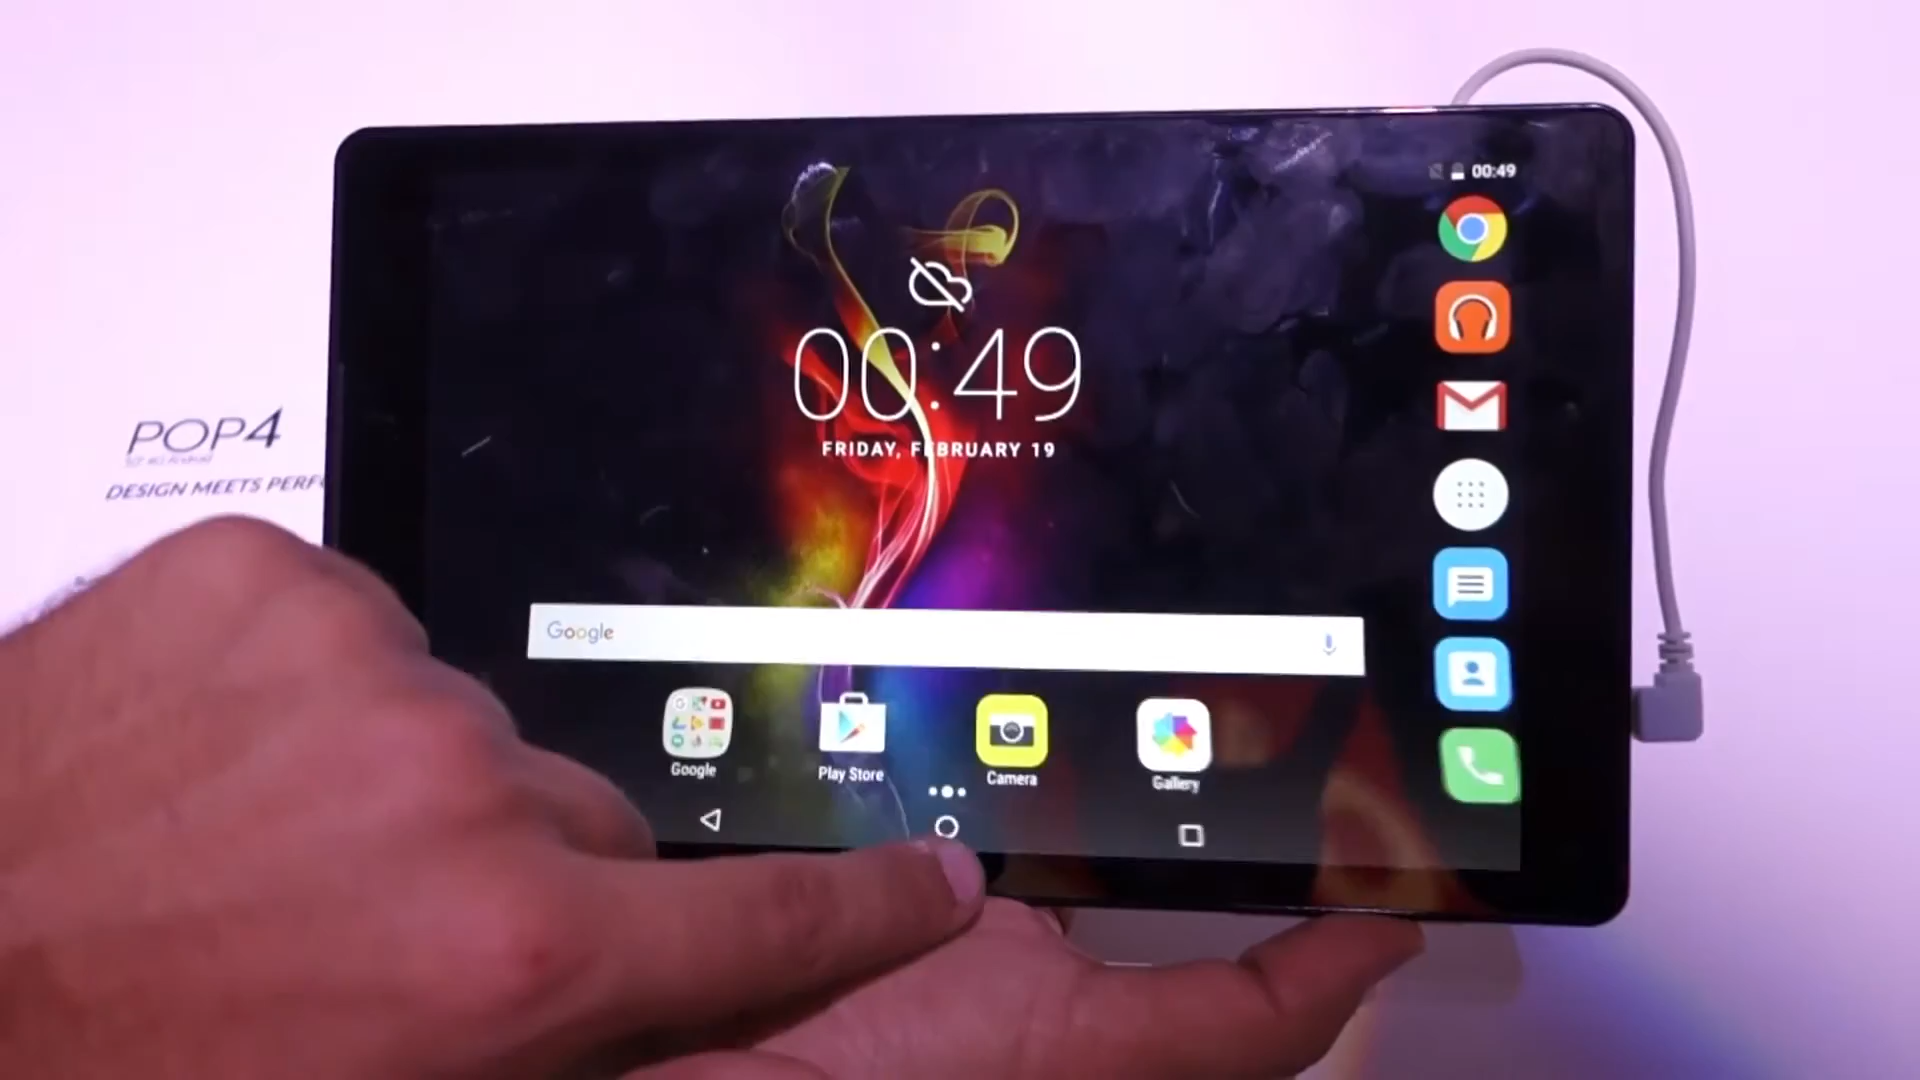 00:49
00:49
FRIDAY, FEBRUARY 19
POP4
DESIGN MEETS PERF
Google
Google
Play Store
Camera
Gallery